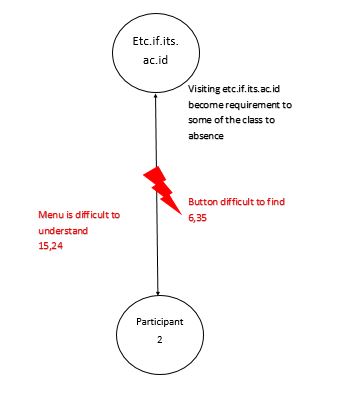 Etc.if.its.
ac.id
Visiting etc.if.its.ac.id
become requirement to
some of the class to
absence
Button difficult to find
6,35
Menu is difficult to
understand
15,24
Participant
2